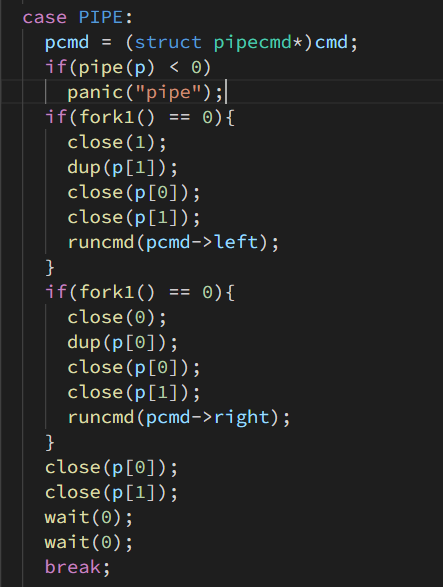 case PIPE:
pcmd = (struct pipecmd*)cmd;
if(pipe(p) < 0)
panic("pipe");
if(fork1() == 0){
close(1);
dup(p[1]);
close(p[0]);
close(p[1]);
runcmd(pcmd->left);
}
if(fork1() == 0){
close(0);
dup(p[0]);
close(p[0]);
close(p[1]);
runcmd(pcmd->right);
}
close(p[0]);
close(p[1]);
wait(0);
wait(0);
break;